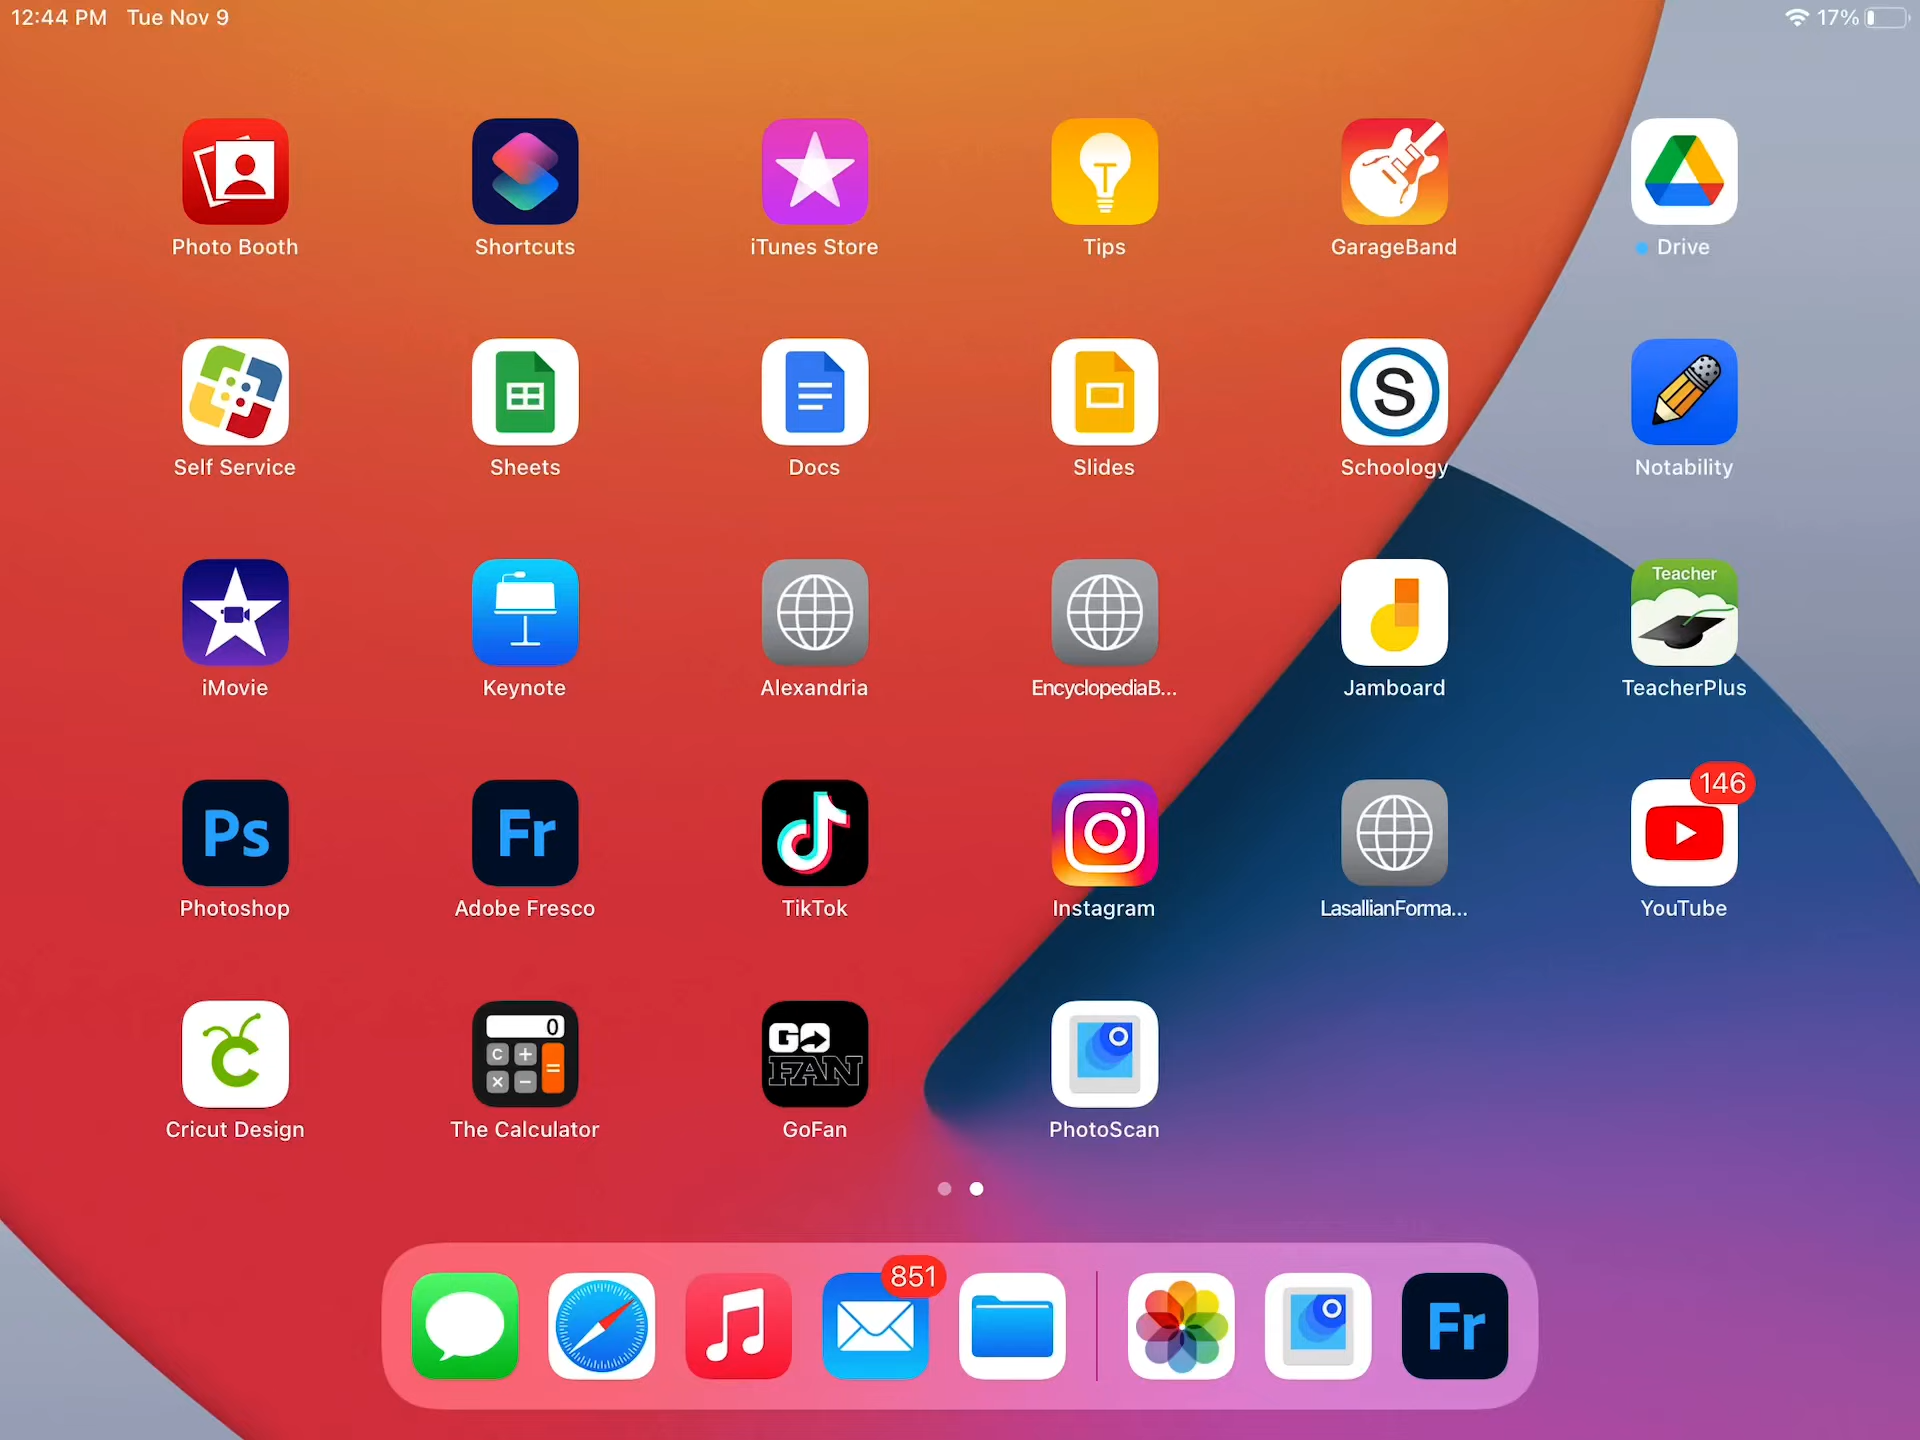 12:44 PM Tue Nov 9
17%
Photo Booth
Shortcuts
iTunes Store
Tips
GarageBand
Drive
Self Service
Sheets
Docs
S
Slides
Schoology
Notability
Teacher
iMovie
Keynote
Alexandria
EncyclopediaB...
Jamboard
TeacherPlus
146
Ps
Fr
Photoshop
Adobe Fresco
TikTok
Instagram
LasallianForma...
YouTube
0
C + = × −
GO FAN
Cricut Design
The Calculator
GoFan
PhotoScan
851
Fr